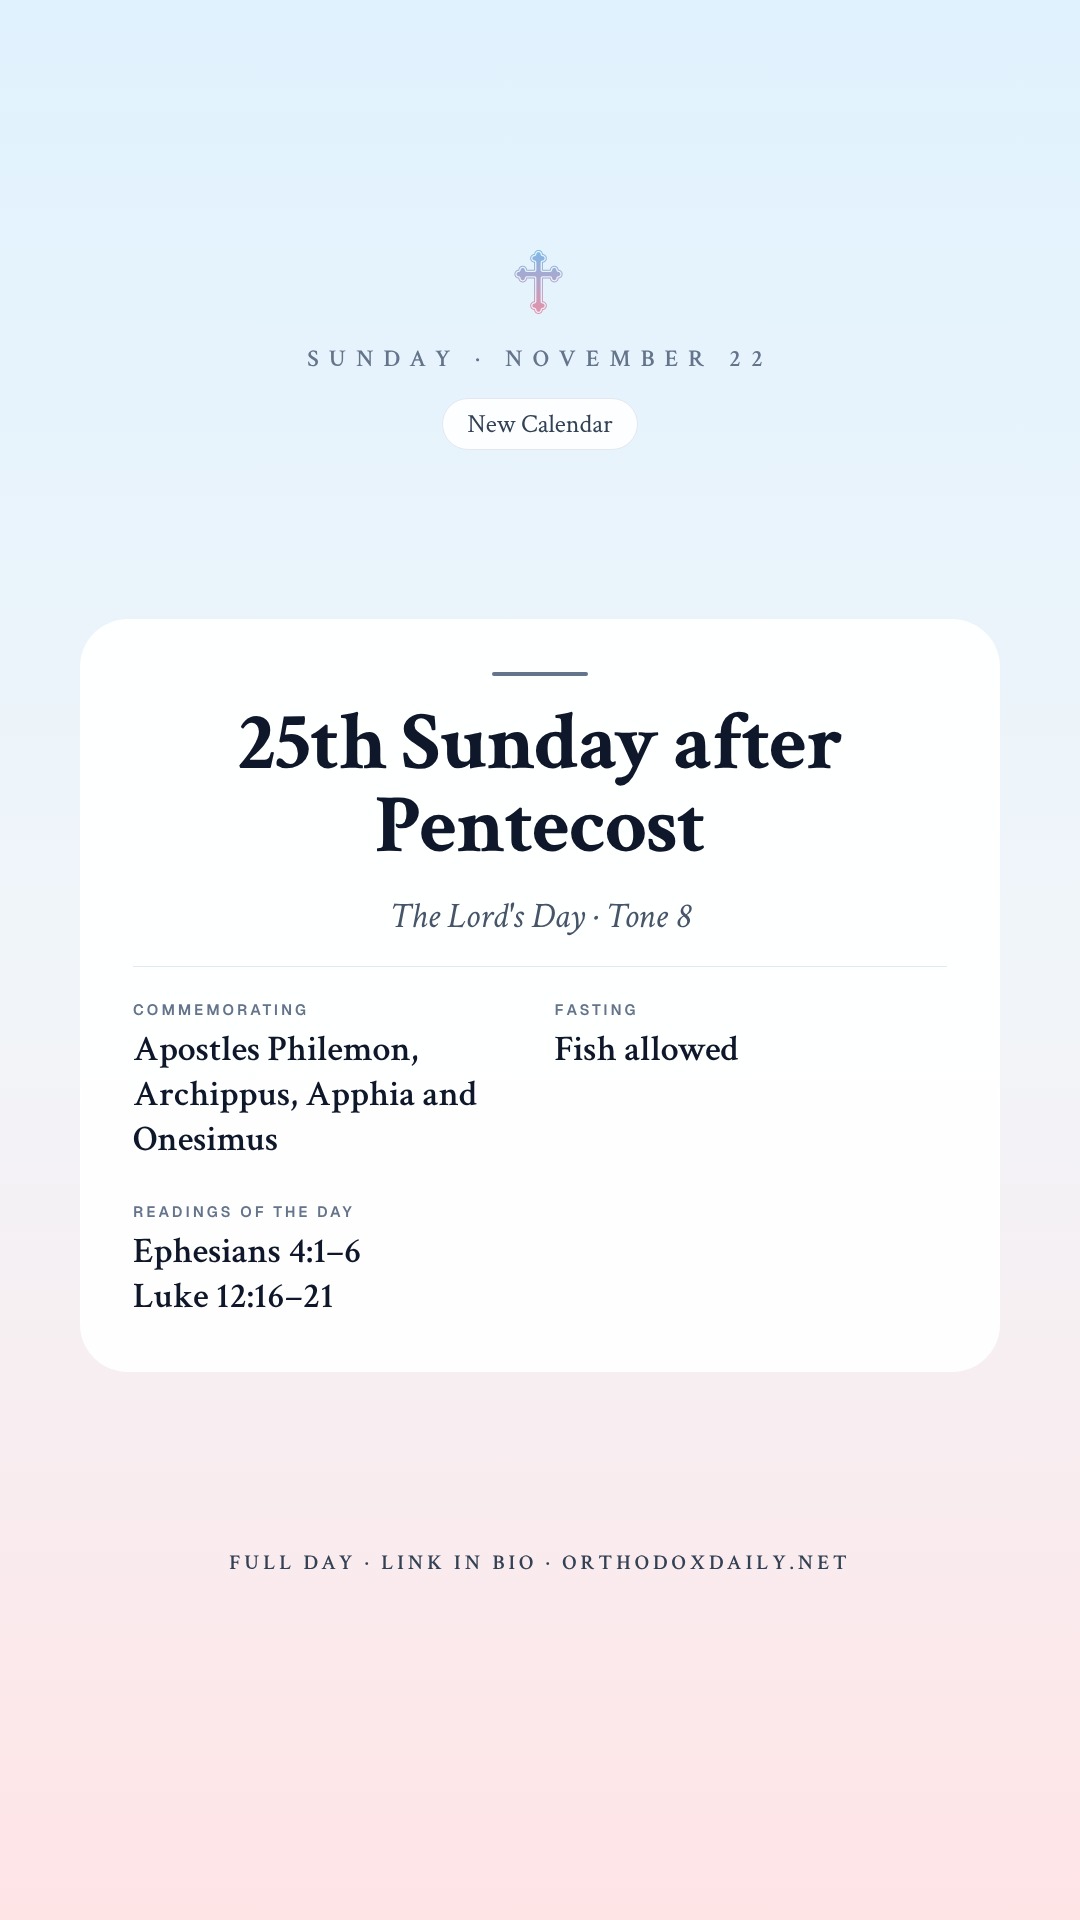 SUNDAY · NOVEMBER 22
New Calendar
25th Sunday after
Pentecost
The Lord's Day · Tone 8
COMMEMORATING
Apostles Philemon,
Archippus, Apphia and
Onesimus
FASTING
Fish allowed
READINGS OF THE DAY
Ephesians 4:1–6
Luke 12:16–21
FULL DAY · LINK IN BIO · ORTHODOXDAILY.NET